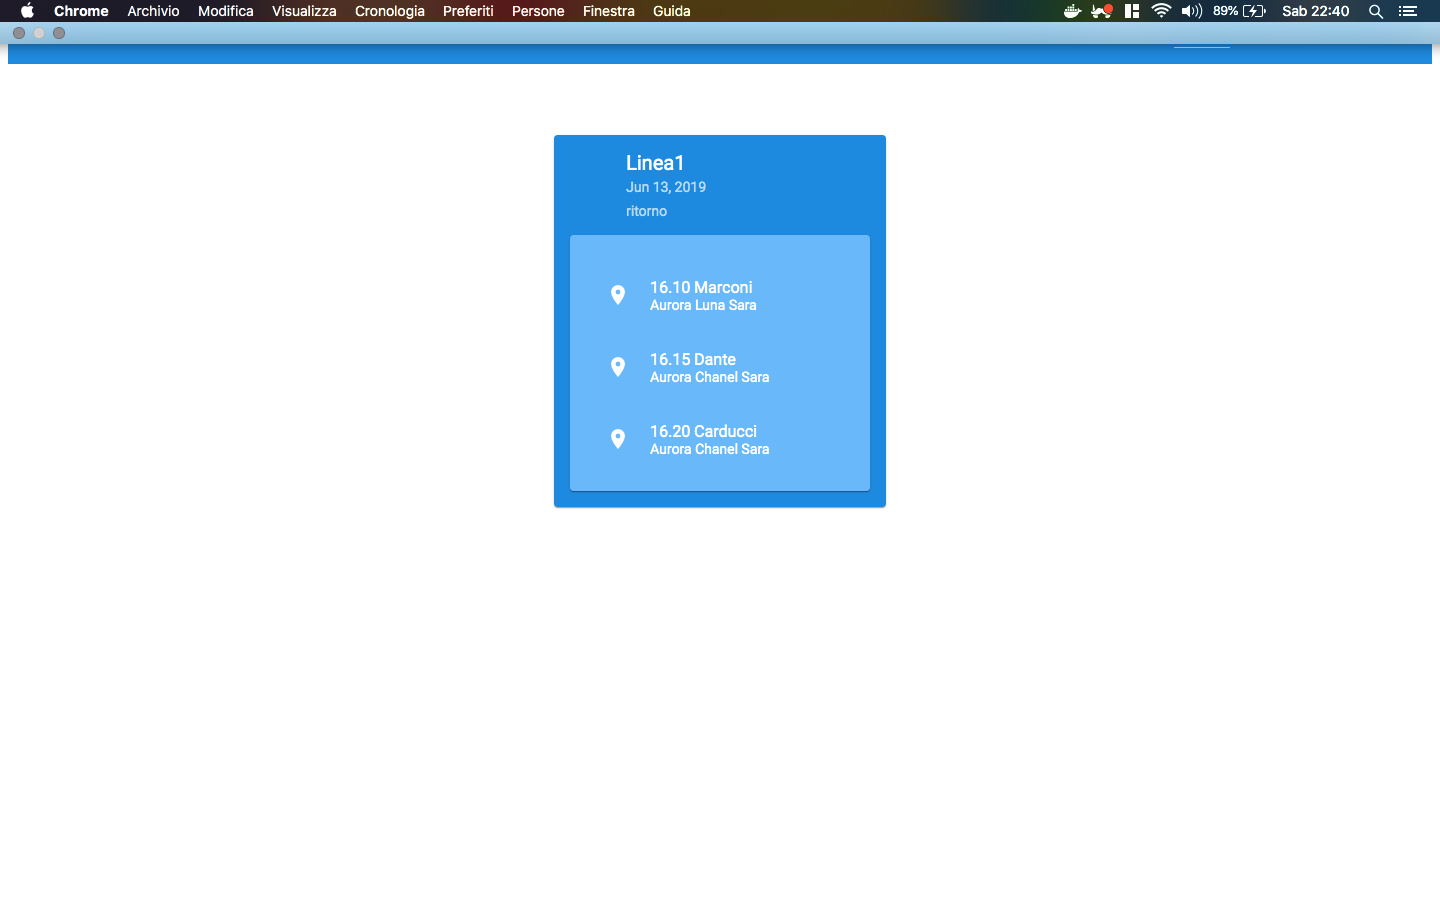 Chrome Archivio Modifica Visualizza Cronologia Preferiti Persone Finestra Guida 89% Sab 22:40
Linea1
Jun 13, 2019
ritorno
16.10 Marconi
Aurora Luna Sara
16.15 Dante
Aurora Chanel Sara
16.20 Carducci
Aurora Chanel Sara